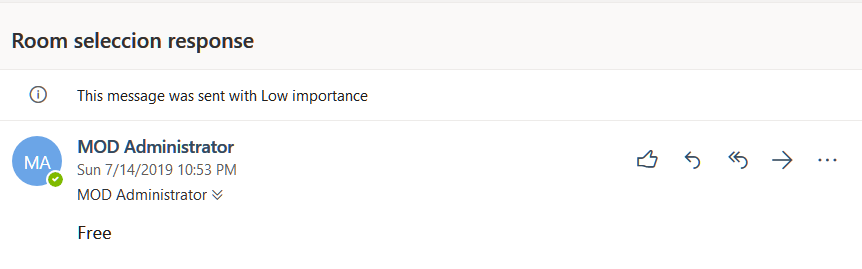 Room seleccion response
This message was sent with Low importance
MA
MOD Administrator
Sun 7/14/2019 10:53 PM
MOD Administrator
Free